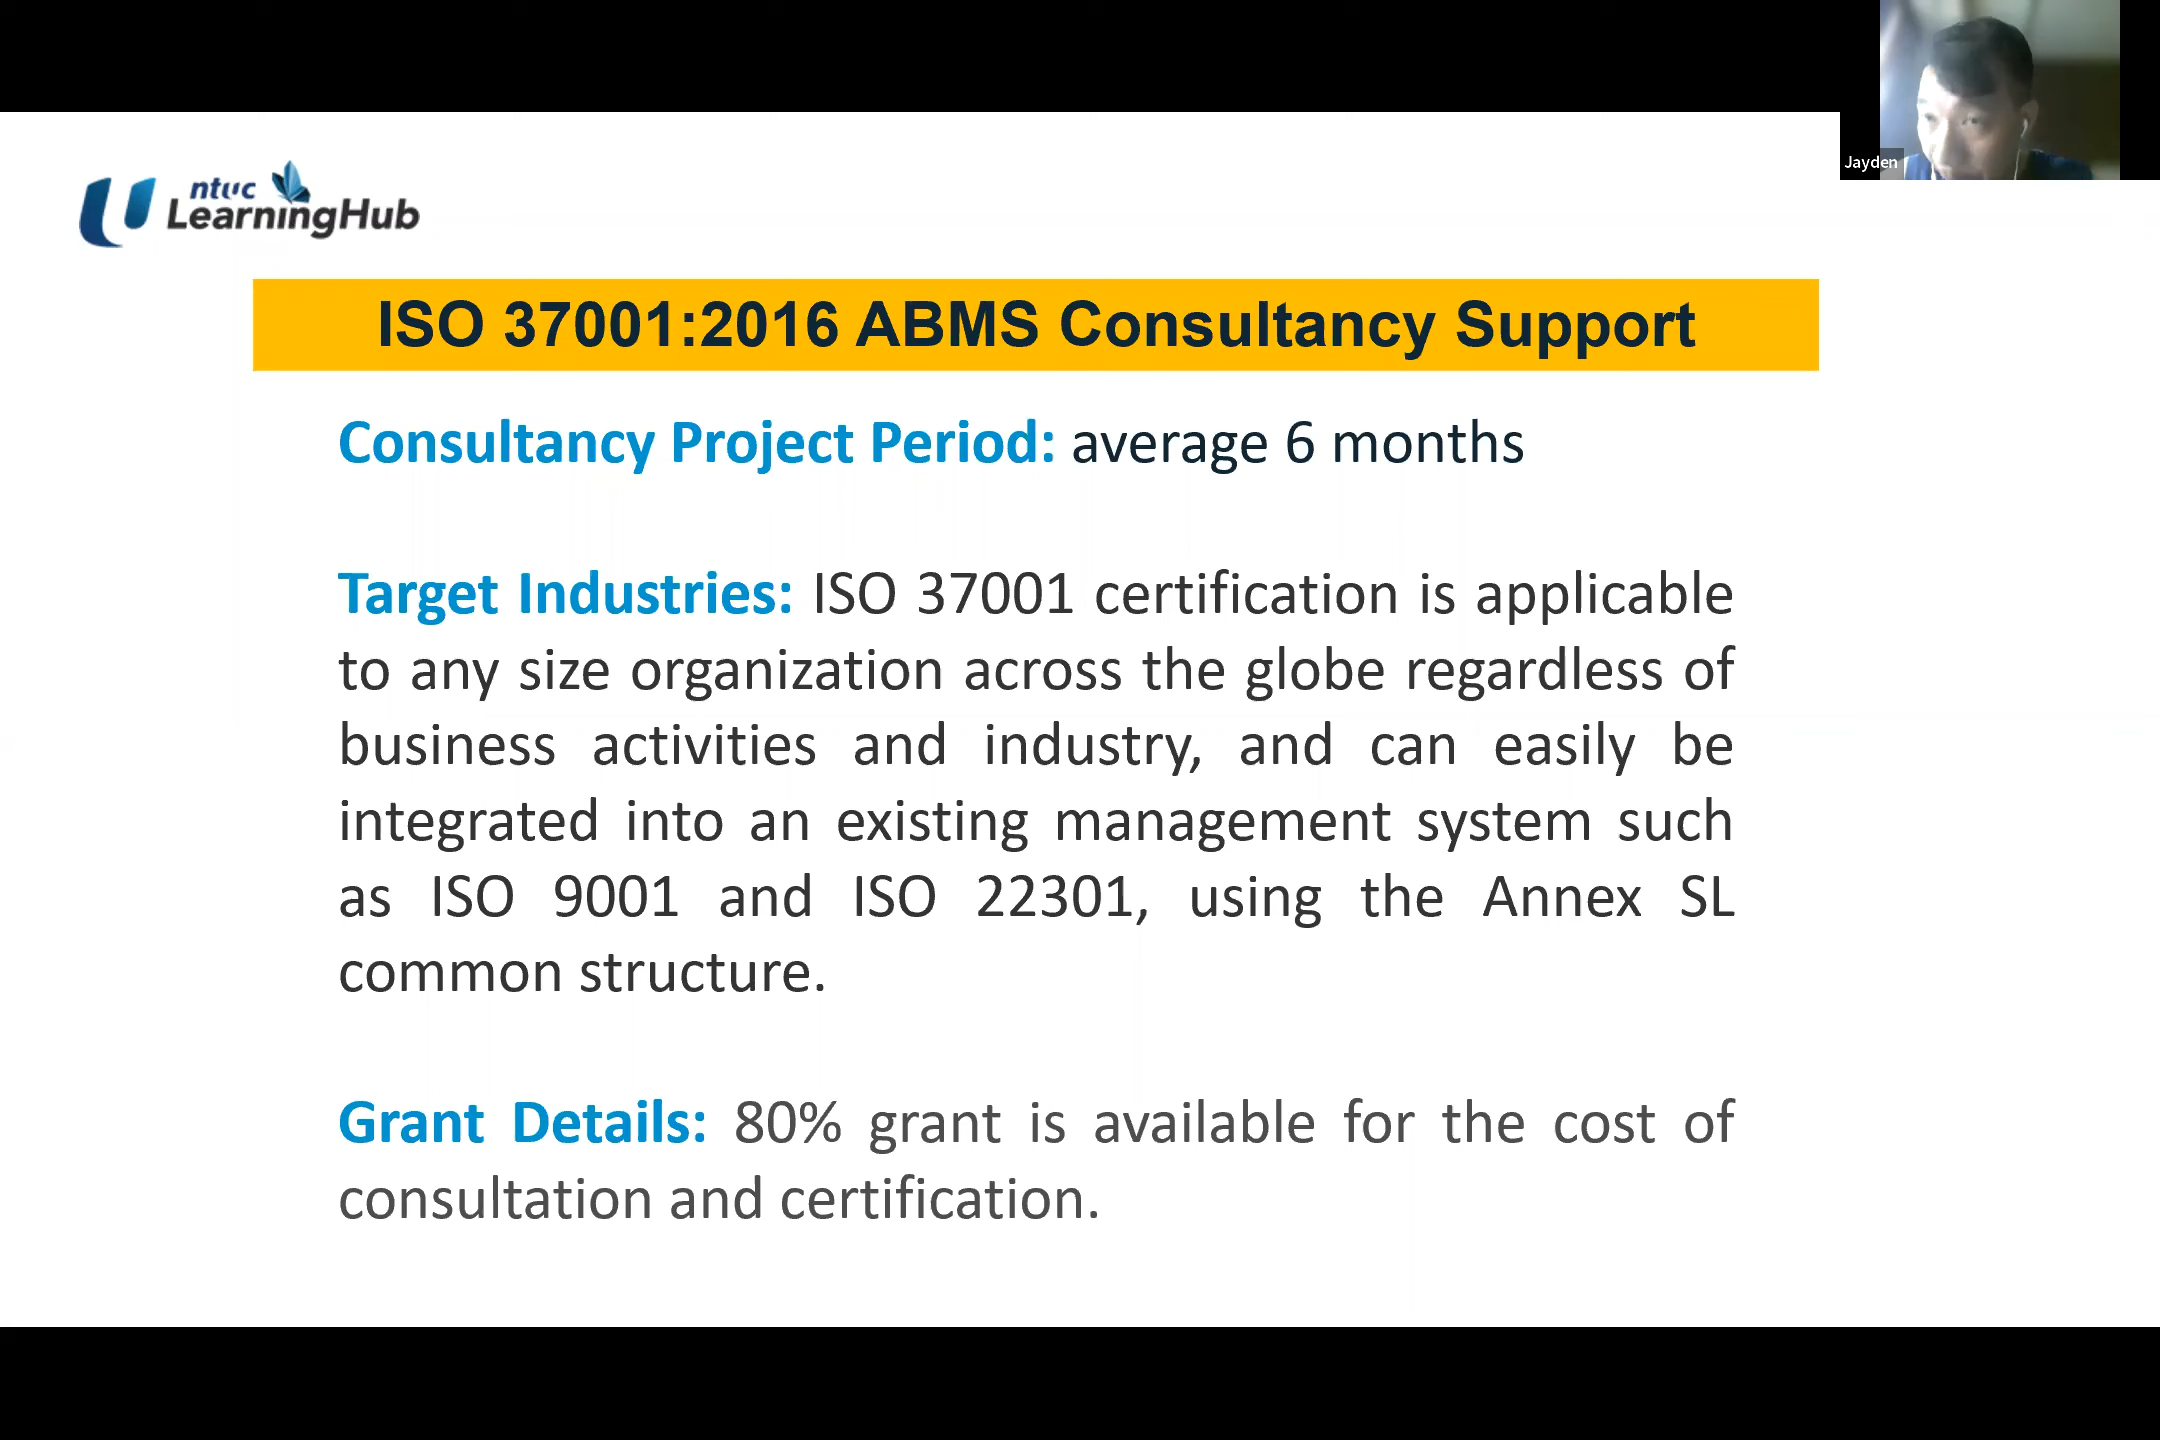 Jayden
ntuc
LearningHub
ISO 37001:2016 ABMS Consultancy Support
Consultancy Project Period: average 6 months
Target Industries: ISO 37001 certification is applicable
to any size organization across the globe regardless of
business activities and industry, and can easily be
integrated into an existing management system such
as ISO 9001 and ISO 22301, using the Annex SL
common structure.
Grant Details: 80% grant is available for the cost of
consultation and certification.